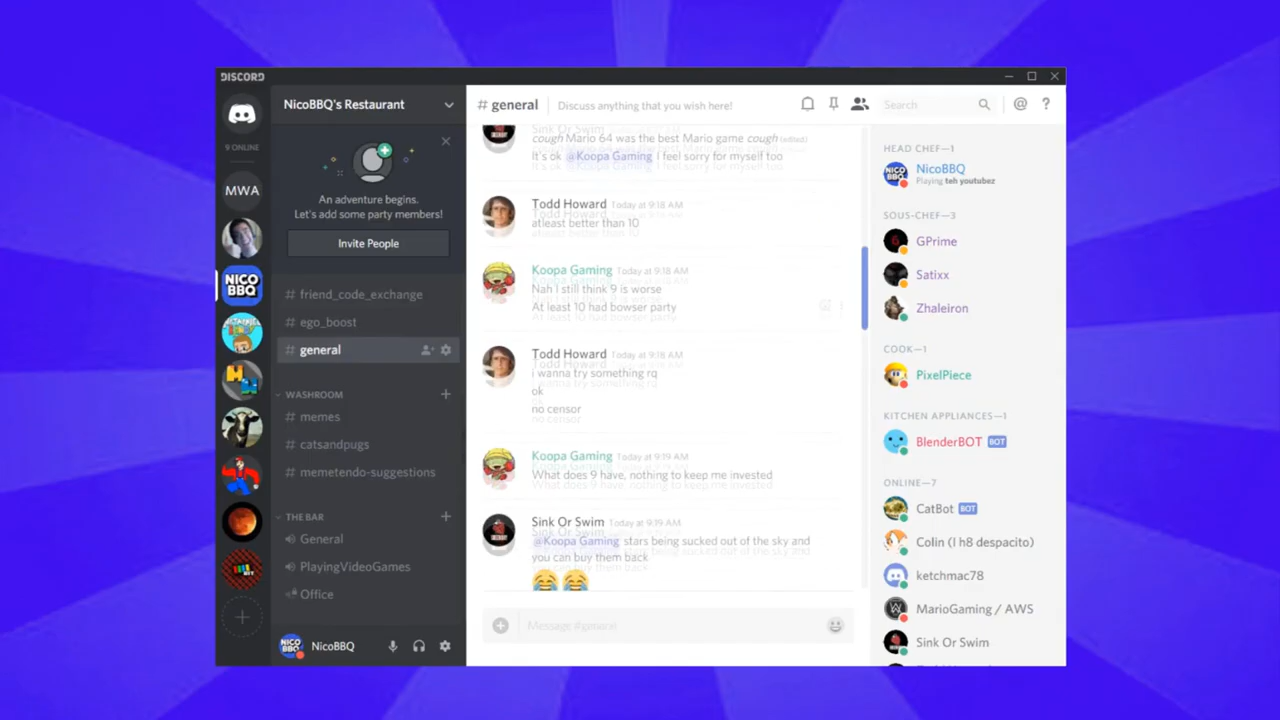 DISCORD
9 ONLINE
MWA
NICO
BBQ
NicoBBQ's Restaurant
An adventure begins.
Let's add some party members!
Invite People
# friend_code_exchange
# ego_boost
# general
WASHROOM
# memes
# catsandpugs
# memetendo-suggestions
THE BAR
General
PlayingVideoGames
Office
NicoBBQ
# general
Discuss anything that you wish here!
Search
Sink Or Swim
cough Mario 64 was the best Mario game cough (edited)
It's ok @Koopa Gaming I feel sorry for myself too
Todd Howard Today at 9:18 AM
atleast better than 10
Koopa Gaming Today at 9:18 AM
Nah I still think 9 is worse
At least 10 had bowser party
Todd Howard Today at 9:18 AM
i wanna try something rq
ok
no censor
Koopa Gaming Today at 9:19 AM
What does 9 have, nothing to keep me invested
Sink Or Swim Today at 9:19 AM
@Koopa Gaming stars being sucked out of the sky and
you can buy them back
😂😂
Message #general
HEAD CHEF—1
NicoBBQ
Playing teh youtubez
SOUS-CHEF—3
GPrime
Satixx
Zhaleiron
COOK—1
PixelPiece
KITCHEN APPLIANCES—1
BlenderBOT BOT
ONLINE—7
CatBot BOT
Colin (I h8 despacito)
ketchmac78
MarioGaming / AWS
Sink Or Swim